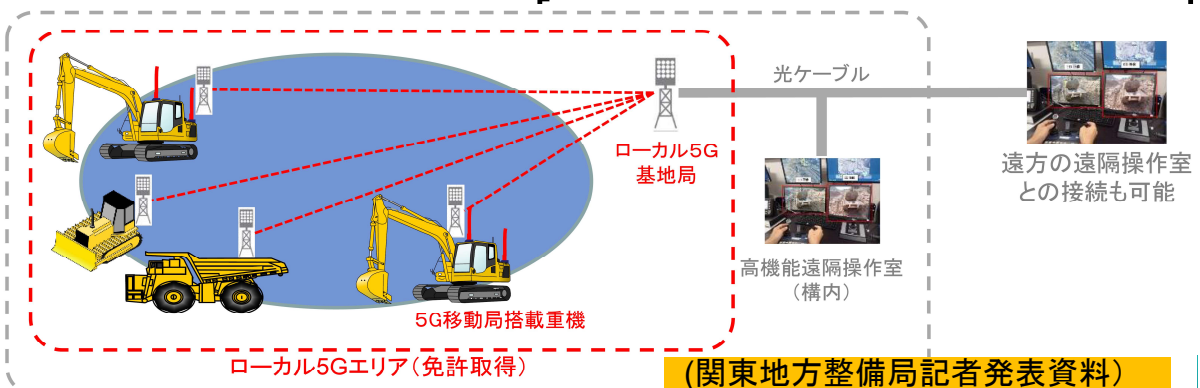 光ケーブル
ローカル5G
基地局
遠方の遠隔操作室
との接続も可能
高機能遠隔操作室
(構内)
5G移動局搭載重機
ローカル5Gエリア(免許取得)
(関東地方整備局記者発表資料)